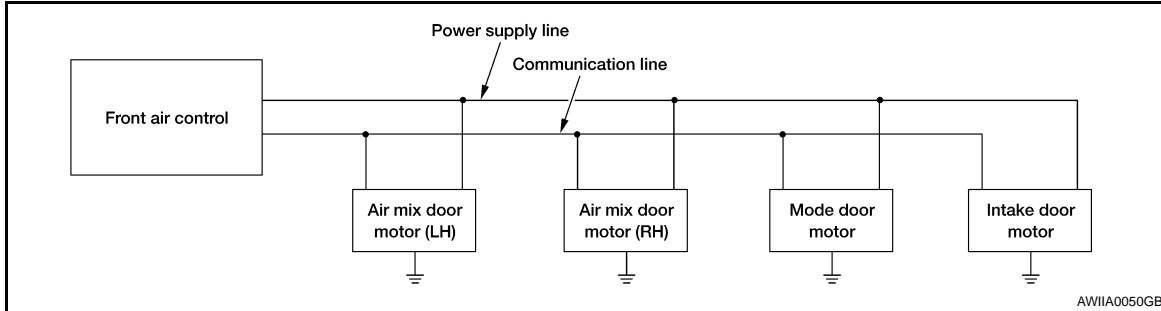 Power supply line
Communication line
Front air control
Air mix door
motor (LH)
Air mix door
motor (RH)
Mode door
motor
Intake door
motor
AWIIA0050GB